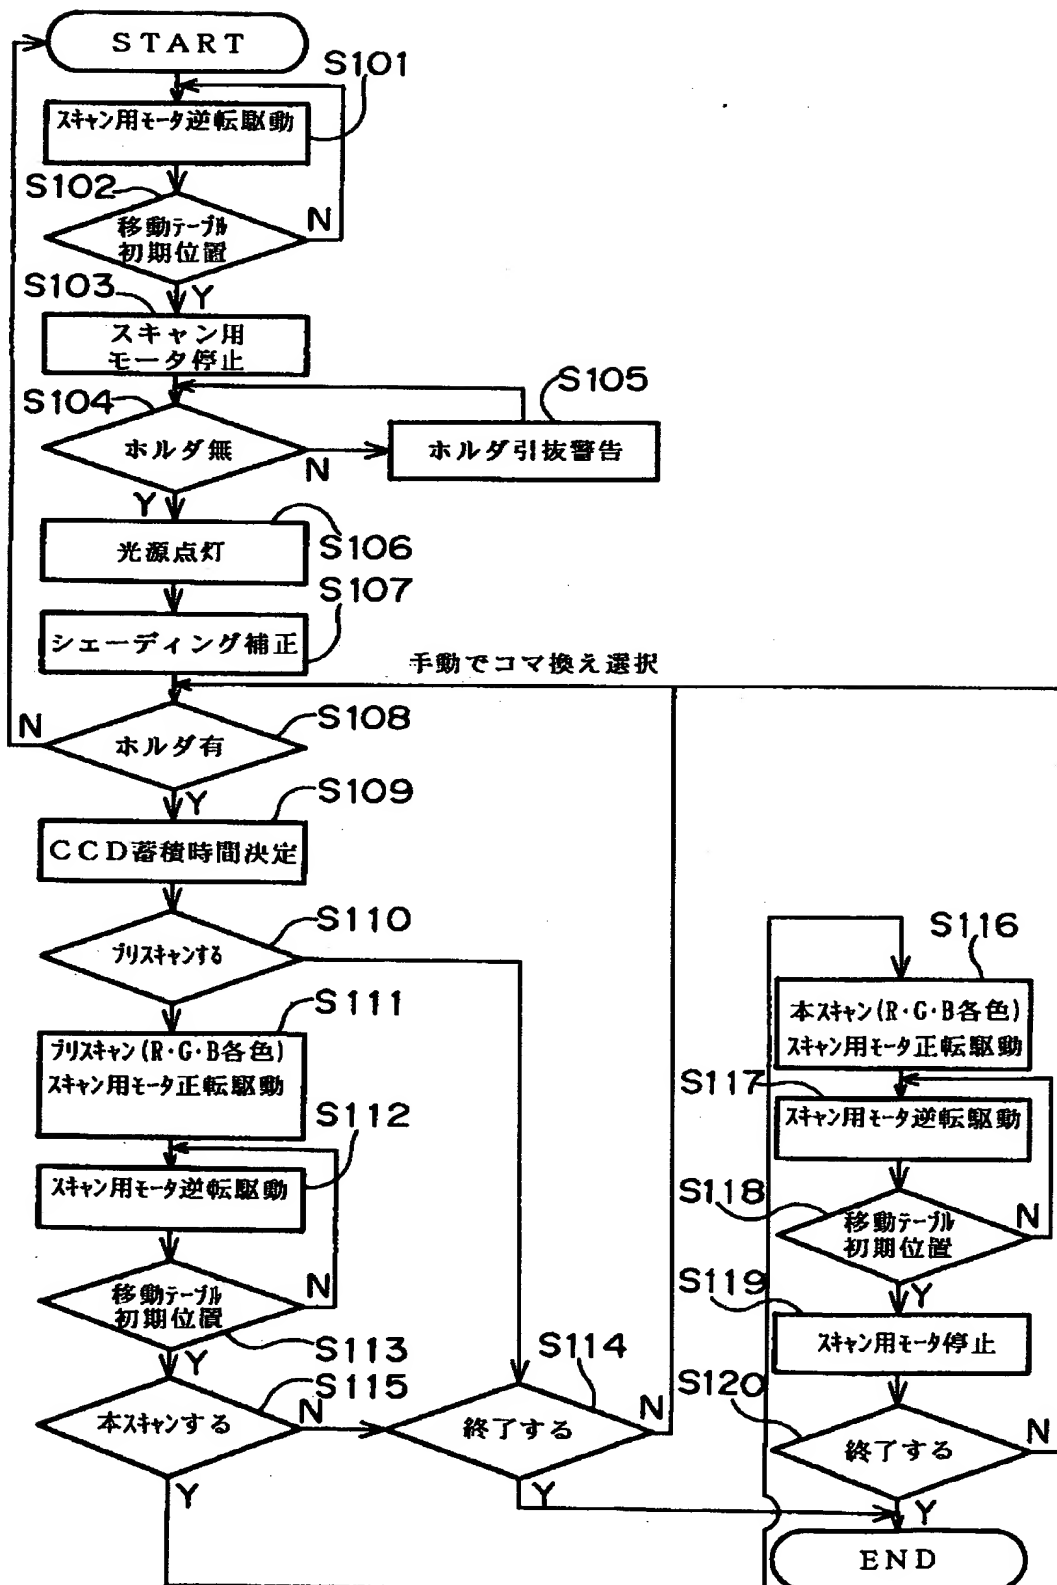 START
S101
スキャン用モータ逆転駆動
S102
移動テーブル
初期位置
N
Y
S103
スキャン用
モータ停止
S104
ホルダ無
N
Y
S105
ホルダ引抜警告
S106
光源点灯
S107
シェーディング補正
手動でコマ換え選択
S108
ホルダ有
N
Y
S109
CCD蓄積時間決定
S110
プリスキャンする
S111
プリスキャン(R・G・B各色)
スキャン用モータ正転駆動
S112
スキャン用モータ逆転駆動
移動テーブル
初期位置
N
S113
Y
S115
本スキャンする
N
Y
S114
終了する
N
Y
S116
本スキャン(R・G・B各色)
スキャン用モータ正転駆動
S117
スキャン用モータ逆転駆動
S118
移動テーブル
初期位置
N
Y
S119
スキャン用モータ停止
S120
終了する
N
Y
END